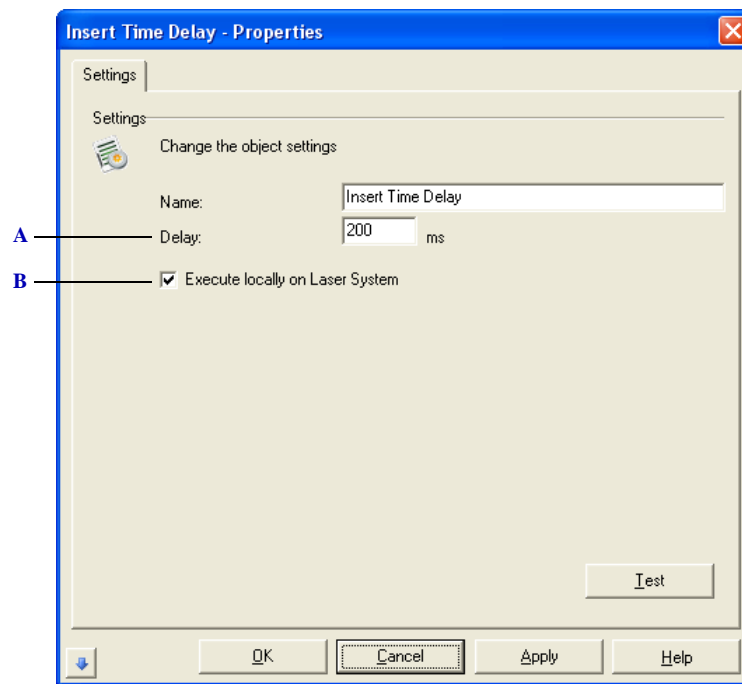 Insert Time Delay - Properties
Settings
Settings
Change the object settings
Name: Insert Time Delay
A Delay: 200 ms
B Execute locally on Laser System
Test
OK Cancel Apply Help